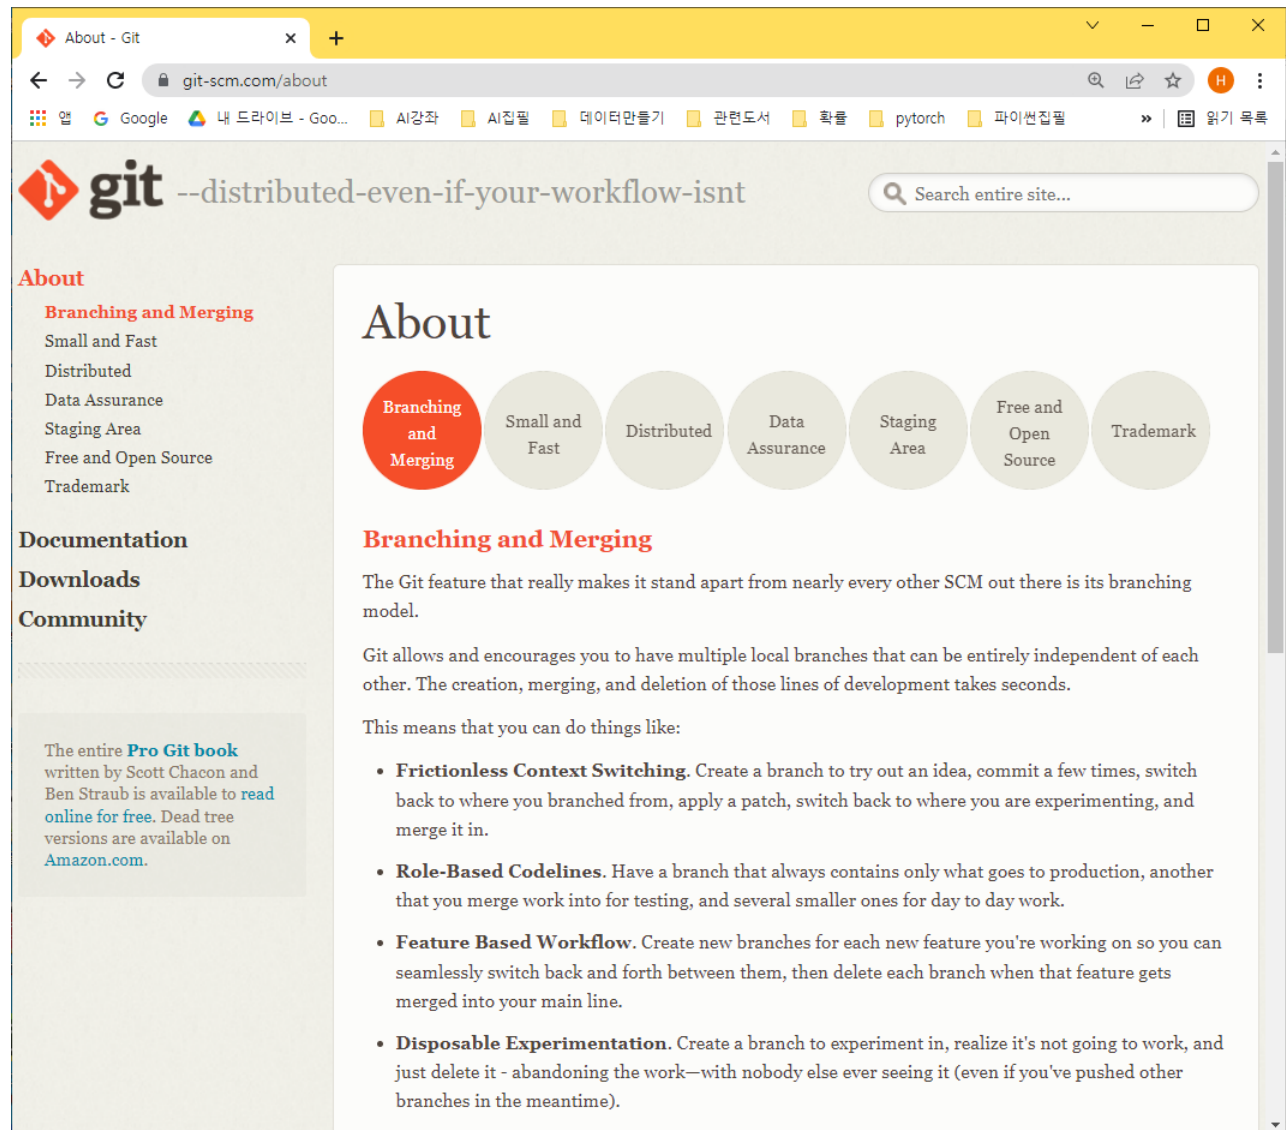 About - Git
git-scm.com/about
H
앱
Google
내 드라이브 - Goo...
AI강좌
AI집필
데이터만들기
관련도서
확률
pytorch
파이썬집필
»
읽기 목록
git --distributed-even-if-your-workflow-isnt
Search entire site...
About
Branching and Merging
Small and Fast
Distributed
Data Assurance
Staging Area
Free and Open Source
Trademark
Documentation
Downloads
Community
The entire Pro Git book
written by Scott Chacon and
Ben Straub is available to read
online for free. Dead tree
versions are available on
Amazon.com.
About
Branching
and
Merging
Small and
Fast
Distributed
Data
Assurance
Staging
Area
Free and
Open
Source
Trademark
Branching and Merging
The Git feature that really makes it stand apart from nearly every other SCM out there is its branching
model.
Git allows and encourages you to have multiple local branches that can be entirely independent of each
other. The creation, merging, and deletion of those lines of development takes seconds.
This means that you can do things like:
• Frictionless Context Switching. Create a branch to try out an idea, commit a few times, switch
back to where you branched from, apply a patch, switch back to where you are experimenting, and
merge it in.
• Role-Based Codelines. Have a branch that always contains only what goes to production, another
that you merge work into for testing, and several smaller ones for day to day work.
• Feature Based Workflow. Create new branches for each new feature you're working on so you can
seamlessly switch back and forth between them, then delete each branch when that feature gets
merged into your main line.
• Disposable Experimentation. Create a branch to experiment in, realize it's not going to work, and
just delete it - abandoning the work—with nobody else ever seeing it (even if you've pushed other
branches in the meantime).